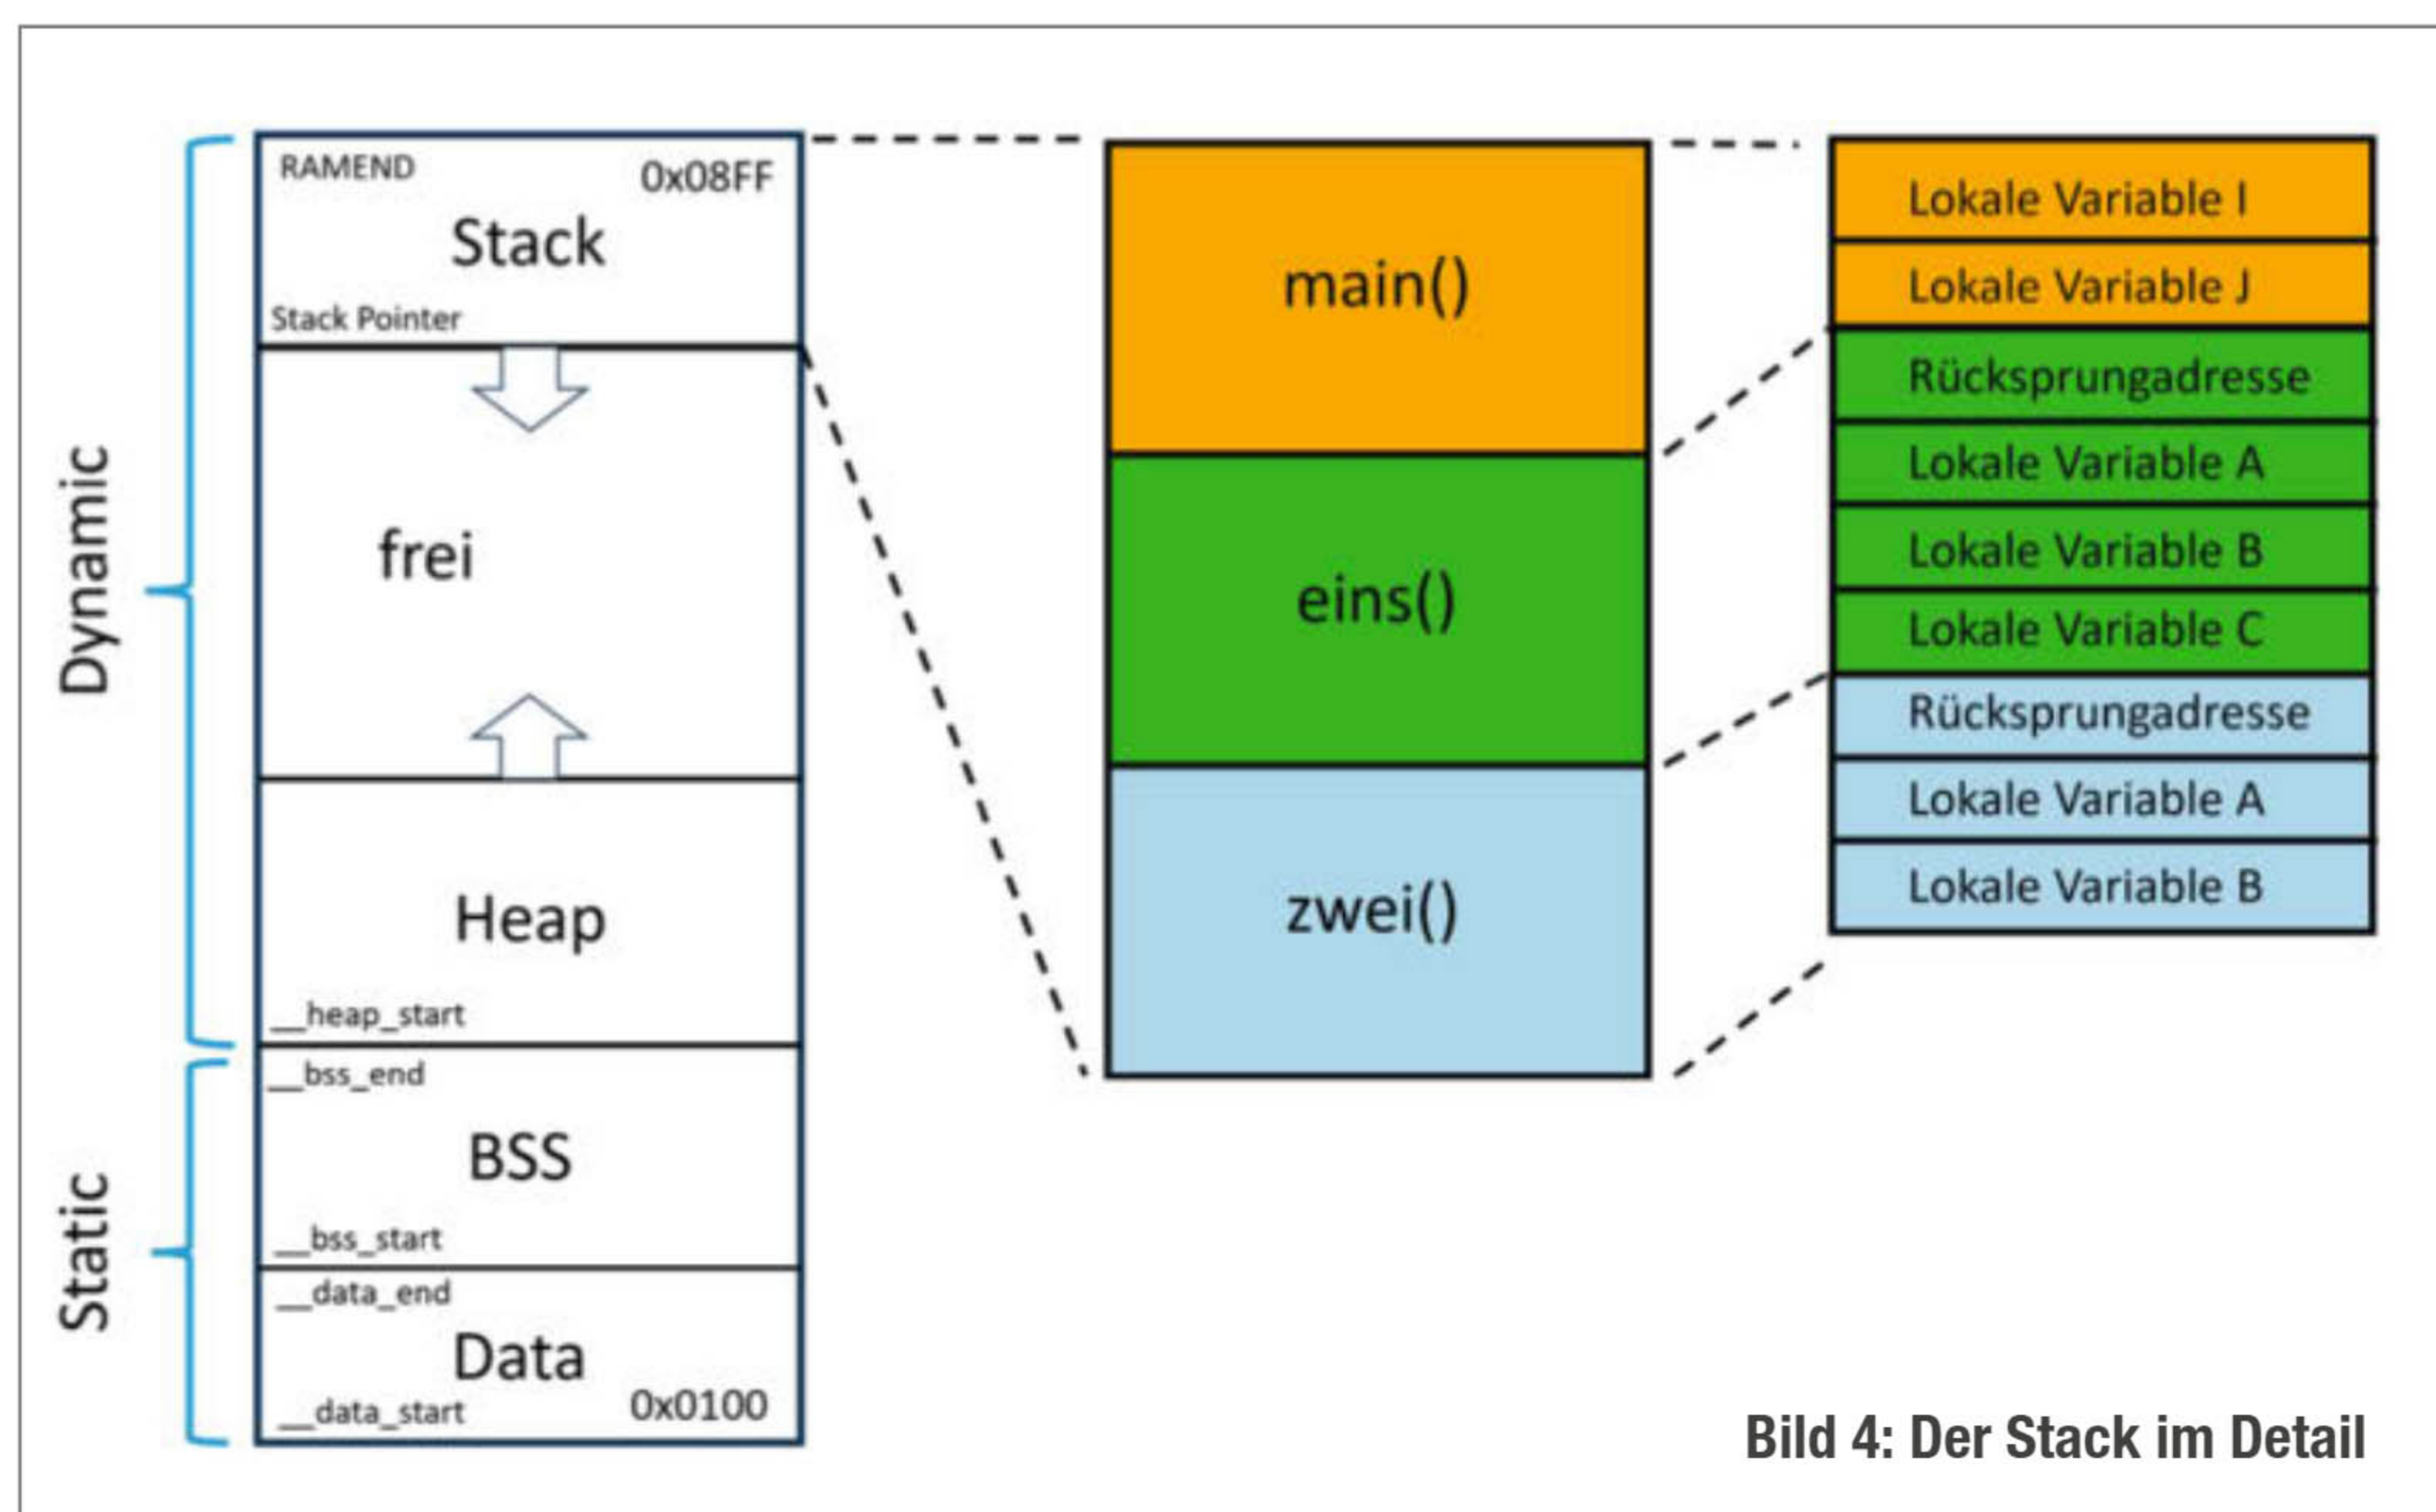 Dynamic
Static
RAMEND
0x08FF
Stack
Stack Pointer
frei
Heap
__heap_start
__bss_end
BSS
__bss_start
__data_end
Data
__data_start
0x0100
main()
eins()
zwei()
Lokale Variable I
Lokale Variable J
Rücksprungadresse
Lokale Variable A
Lokale Variable B
Lokale Variable C
Rücksprungadresse
Lokale Variable A
Lokale Variable B
Bild 4: Der Stack im Detail